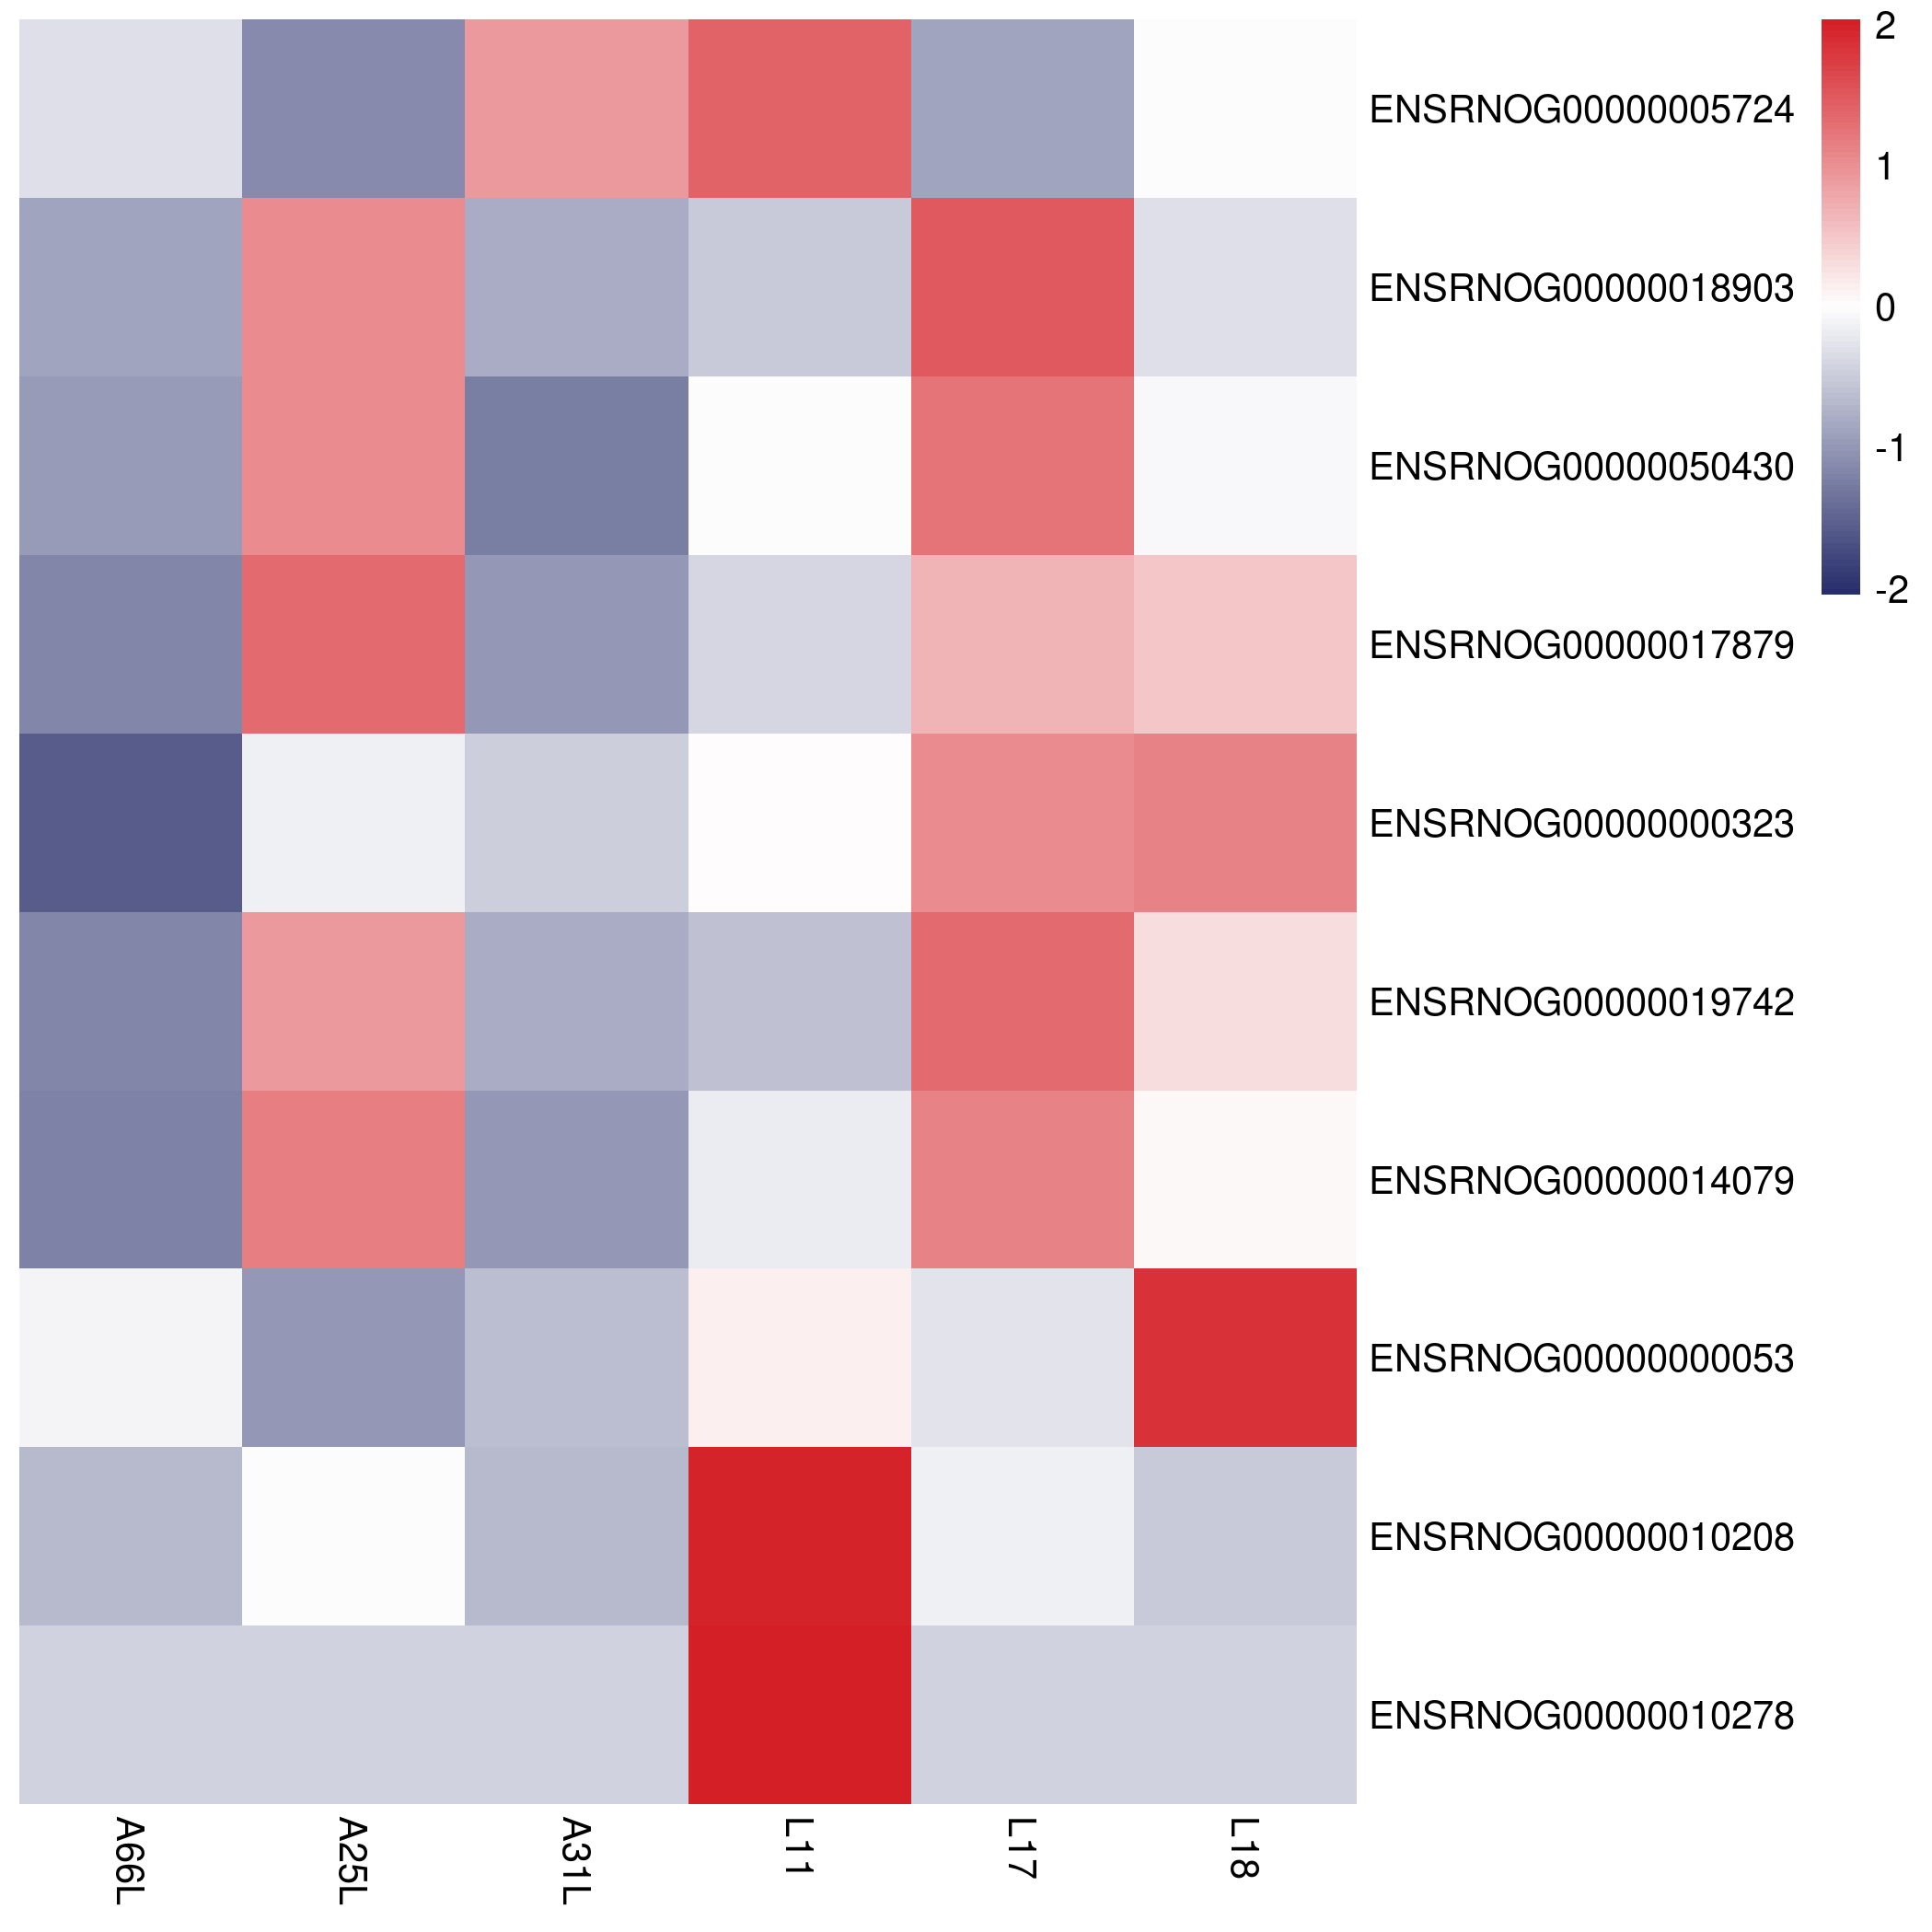 2
1
0
-1
-2
ENSRNOG00000005724
ENSRNOG00000018903
ENSRNOG00000050430
ENSRNOG00000017879
ENSRNOG00000000323
ENSRNOG00000019742
ENSRNOG00000014079
ENSRNOG00000000053
ENSRNOG00000010208
ENSRNOG00000010278
A66L
A25L
A31L
L11
L17
L18